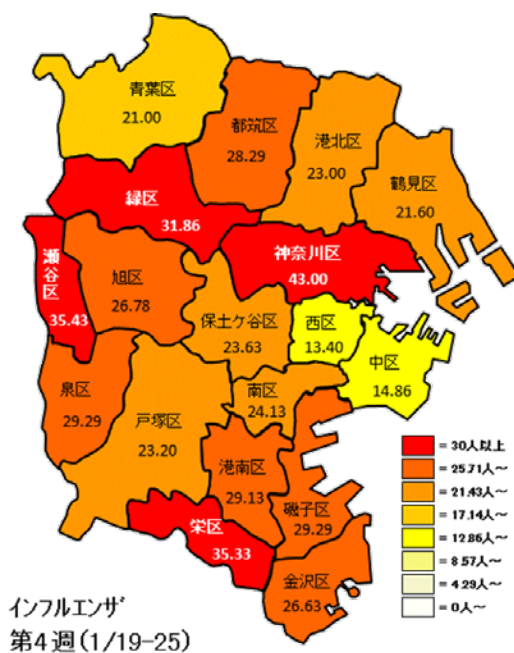 青葉区
21.00
都筑区
28.29
港北区
23.00
鶴見区
21.60
緑区
31.86
神奈川区
43.00
瀬谷区
35.43
旭区
26.78
保土ケ谷区
23.63
西区
13.40
中区
14.86
泉区
29.29
戸塚区
23.20
南区
24.13
港南区
29.13
磯子区
29.29
栄区
35.33
金沢区
26.63
=30人以上
=25.71人~
=21.43人~
=17.14人~
=12.86人~
=8.57人~
=4.29人~
=0人~
インフルエンザ
第4週(1/19-25)